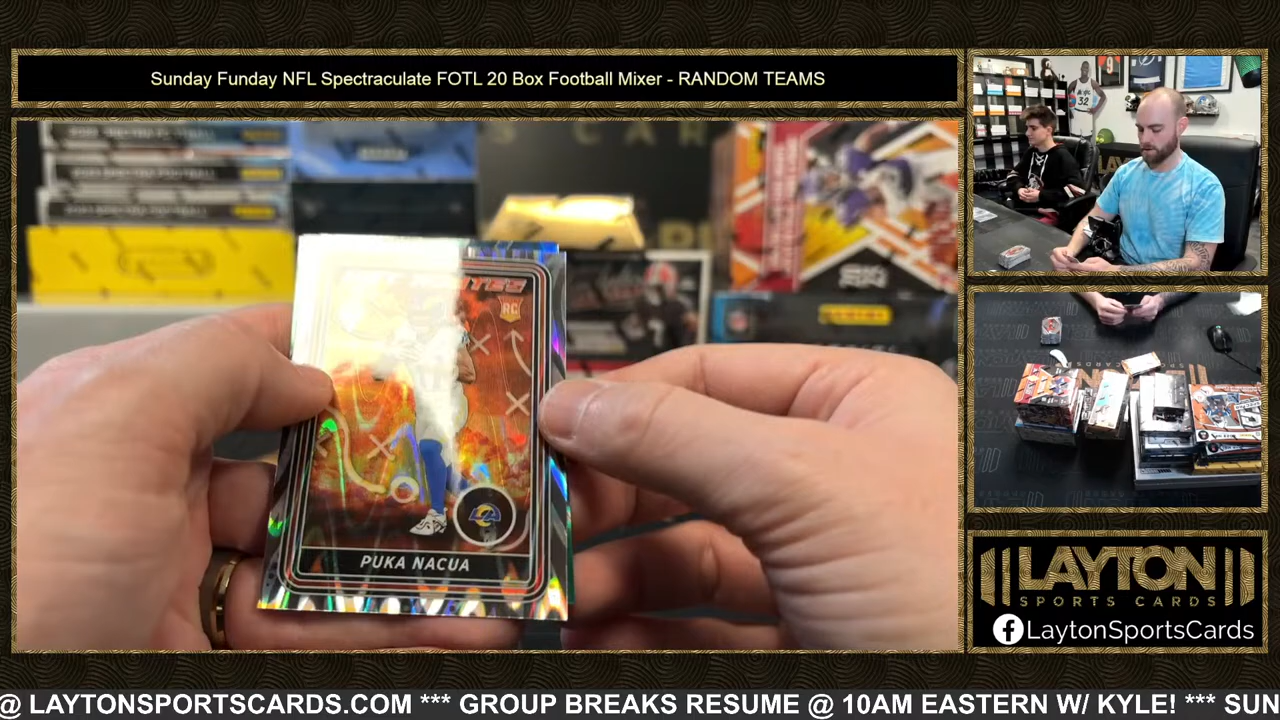 Sunday Funday NFL Spectraculate FOTL 20 Box Football Mixer - RANDOM TEAMS
RC
PUKA NACUA
32
LAYTON
SPORTS CARDS
LaytonSportsCards
@ LAYTONSPORTSCARDS.COM *** GROUP BREAKS RESUME @ 10AM EASTERN W/ KYLE! *** SUN